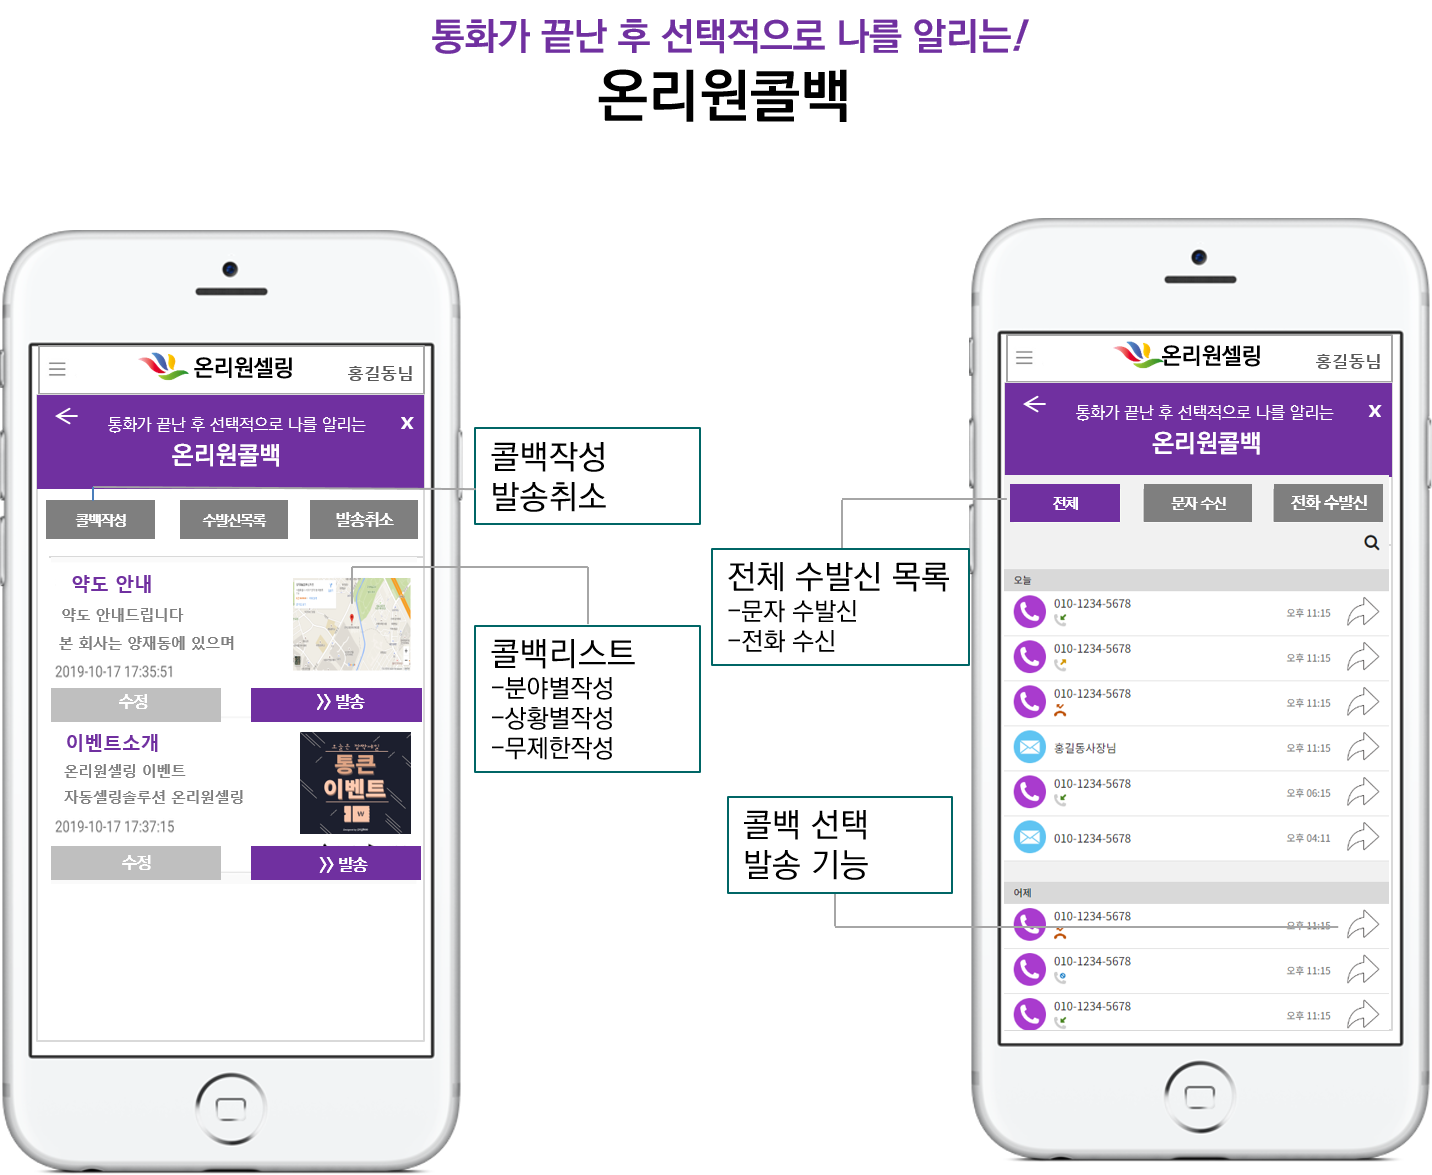 통화가 끝난 후 선택적으로 나를 알리는!
온리원콜백
온리원셀링
홍길동님
통화가 끝난 후 선택적으로 나를 알리는
X
온리원콜백
콜백작성
수발신목록
발송취소
약도 안내
약도 안내드립니다
본 회사는 양재동에 있으며
2019-10-17 17:35:51
수정
발송
이벤트소개
온리원셀링 이벤트
자동셀링솔루션 온리원셀링
2019-10-17 17:37:15
통큰
이벤트
W
수정
발송
콜백작성
발송취소
콜백리스트
-분야별작성
-상황별작성
-무제한작성
전체 수발신 목록
-문자 수발신
-전화 수신
콜백 선택
발송 기능
온리원셀링
홍길동님
통화가 끝난 후 선택적으로 나를 알리는
X
온리원콜백
전체
문자 수신
전화 수발신
오늘
010-1234-5678
오후 11:15
010-1234-5678
오후 11:15
010-1234-5678
오후 11:15
홍길동사장님
오후 11:15
010-1234-5678
오후 06:15
010-1234-5678
오후 04:11
어제
010-1234-5678
오후 11:15
010-1234-5678
오후 11:15
010-1234-5678
오후 11:15